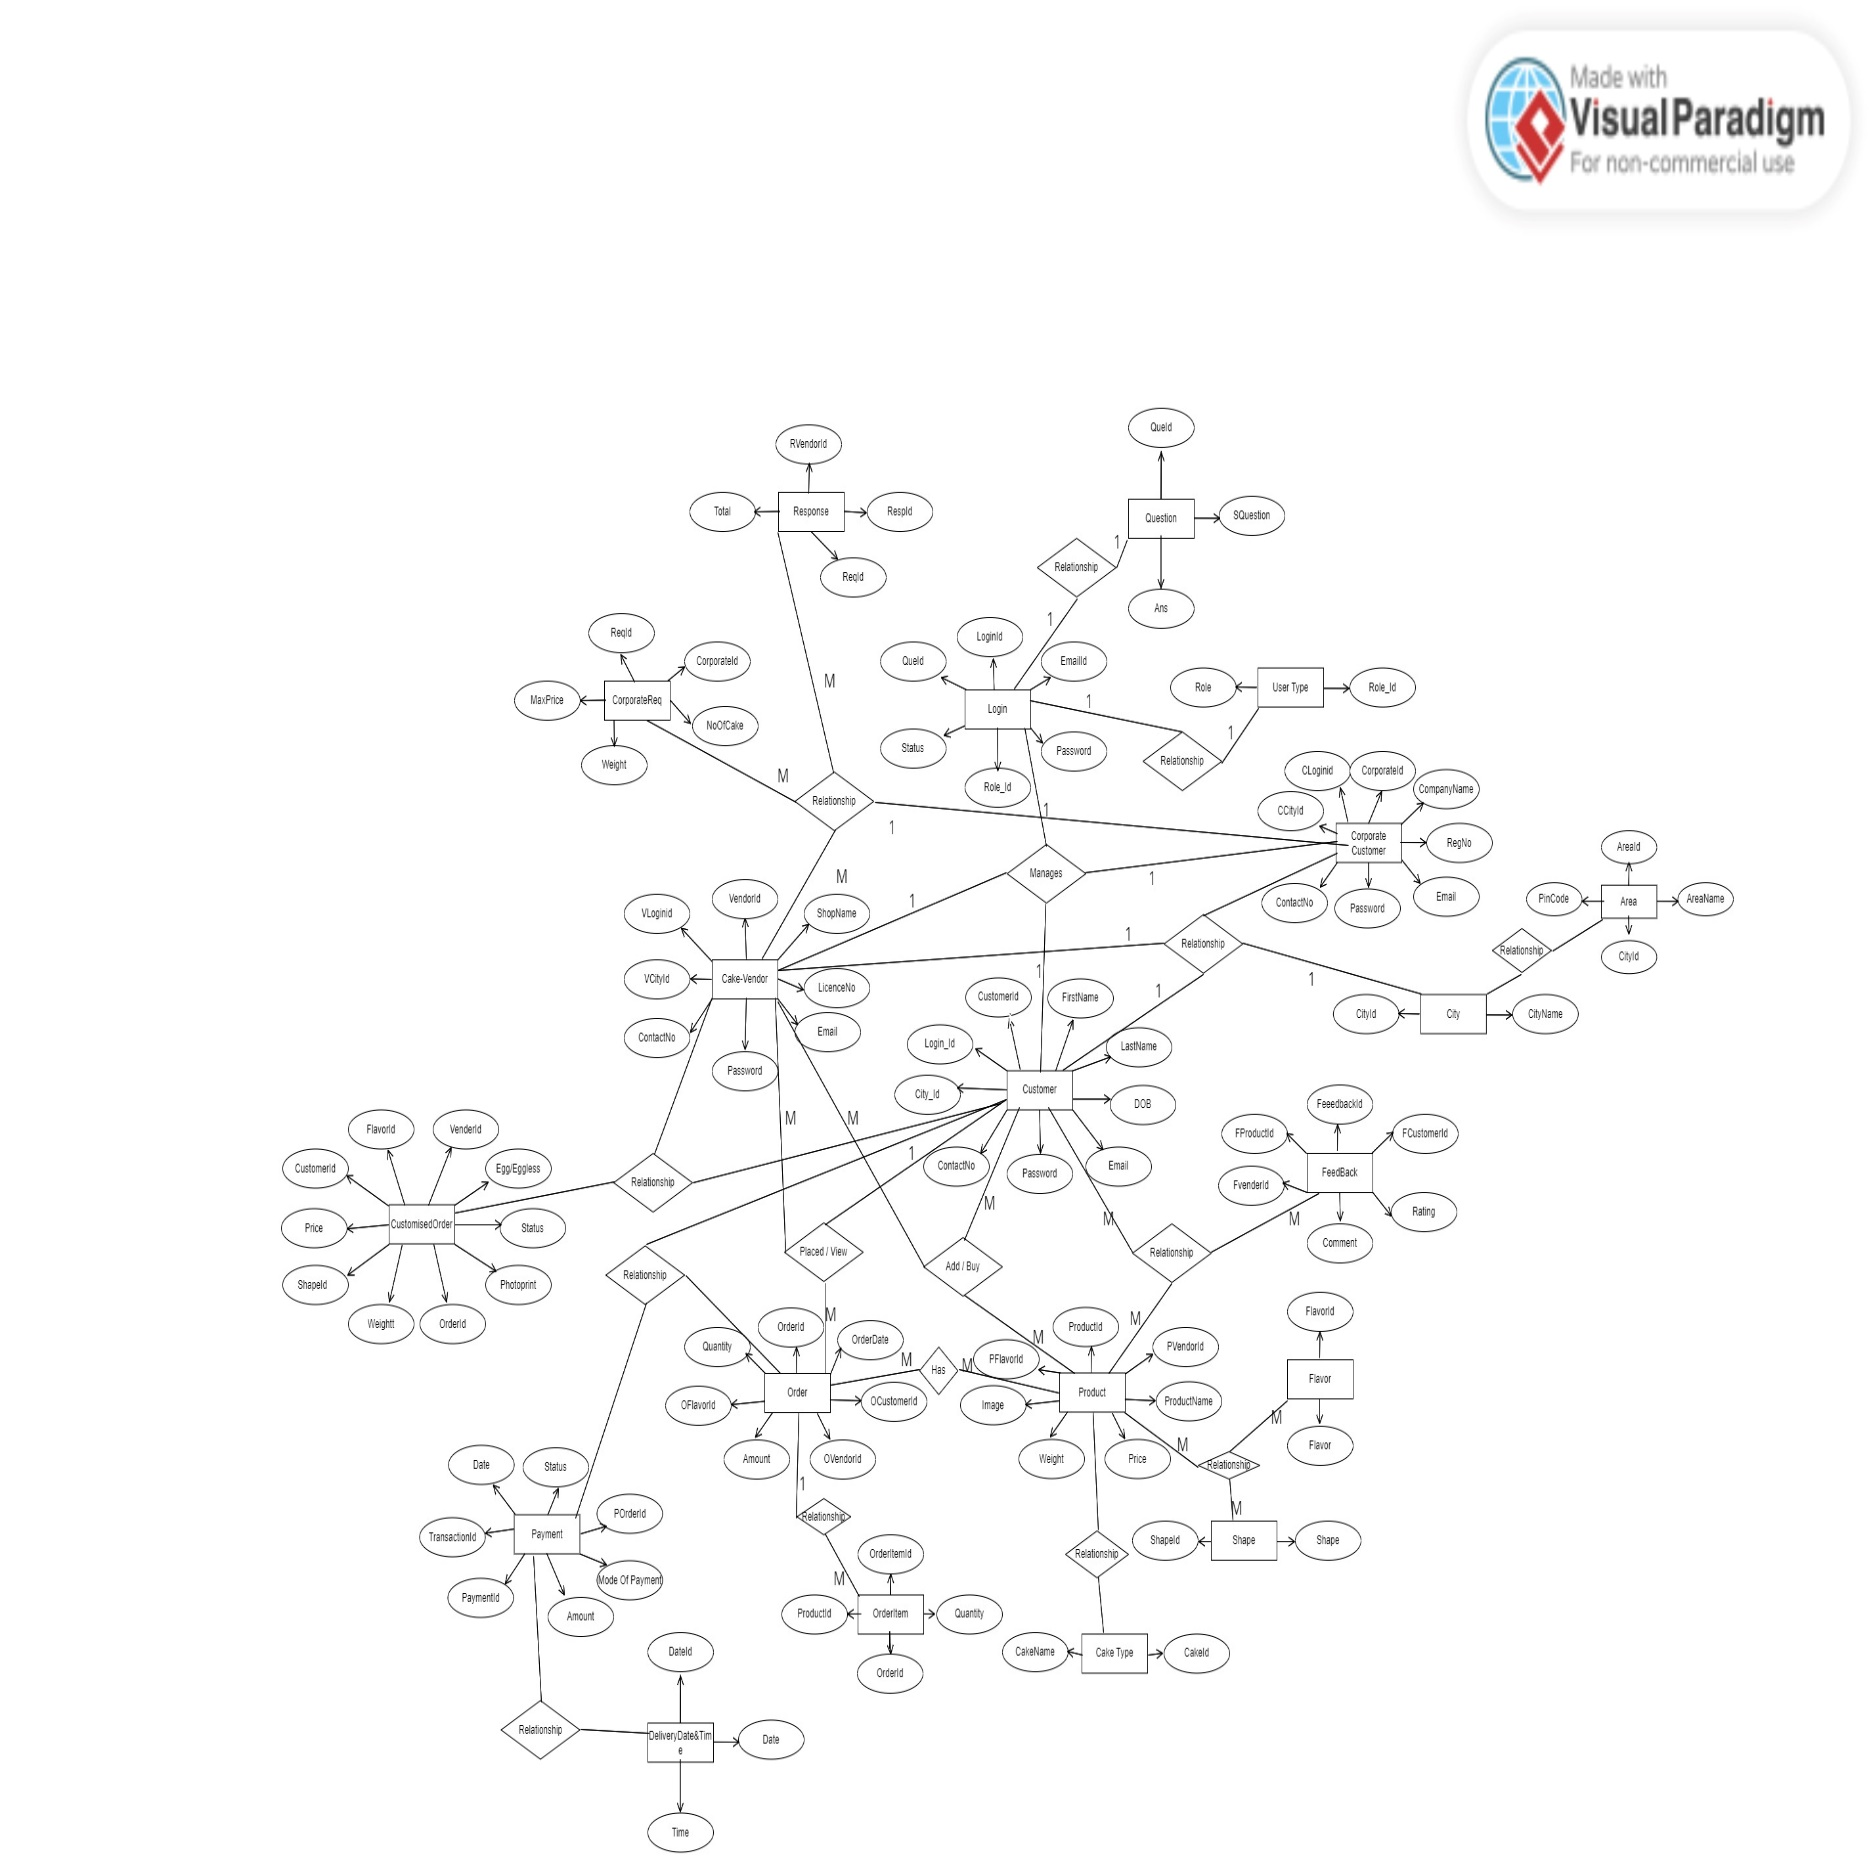 Made with
Visual Paradigm
For non-commercial use
QueId
RVendorId
Total
Response
RespId
Question
SQuestion
1
Relationship
ReqId
Ans
1
ReqId
LoginId
CorporateId
QueId
EmailId
M
MaxPrice
CorporateReq
Role
User Type
Role_Id
1
Login
NoOfCake
1
Status
Password
Weight
M
Relationship
CLoginid
CorporateId
Role_Id
CompanyName
Relationship
1
CCityId
1
Corporate
Customer
RegNo
AreaId
Manages
M
1
Email
VendorId
1
PinCode
Area
AreaName
ContactNo
Password
VLoginid
ShopName
1
Relationship
Relationship
CityId
VCityId
Cake-Vendor
1
1
LicenceNo
CustomerId
FirstName
1
CityId
City
CityName
ContactNo
Email
Login_Id
LastName
Password
Customer
City_Id
DOB
FeeedbackId
M
M
FlavorId
VenderId
FProductId
FCustomerId
1
CustomerId
Egg/Eggless
ContactNo
Password
Email
FeedBack
Relationship
FvenderId
M
M
M
Rating
Price
CustomisedOrder
Status
Comment
Placed / View
Relationship
Add / Buy
Relationship
ShapeId
Photoprint
FlavorId
M
M
Weightt
OrderId
OrderId
ProductId
M
Quantity
OrderDate
PVendorId
M
M
PFlavorId
Has
Flavor
Order
Product
OFlavorId
OCustomerId
Image
ProductName
M
M
Flavor
Amount
OVendorId
Weight
Price
Date
Status
Relationship
1
M
POrderId
Relationship
TransactionId
Payment
ShapeId
Shape
Shape
OrderItemId
Relationship
Mode Of Payment
M
PaymentId
Amount
ProductId
OrderItem
Quantity
DateId
CakeName
Cake Type
CakeId
OrderId
Relationship
DeliveryDate&Tim
e
Date
Time